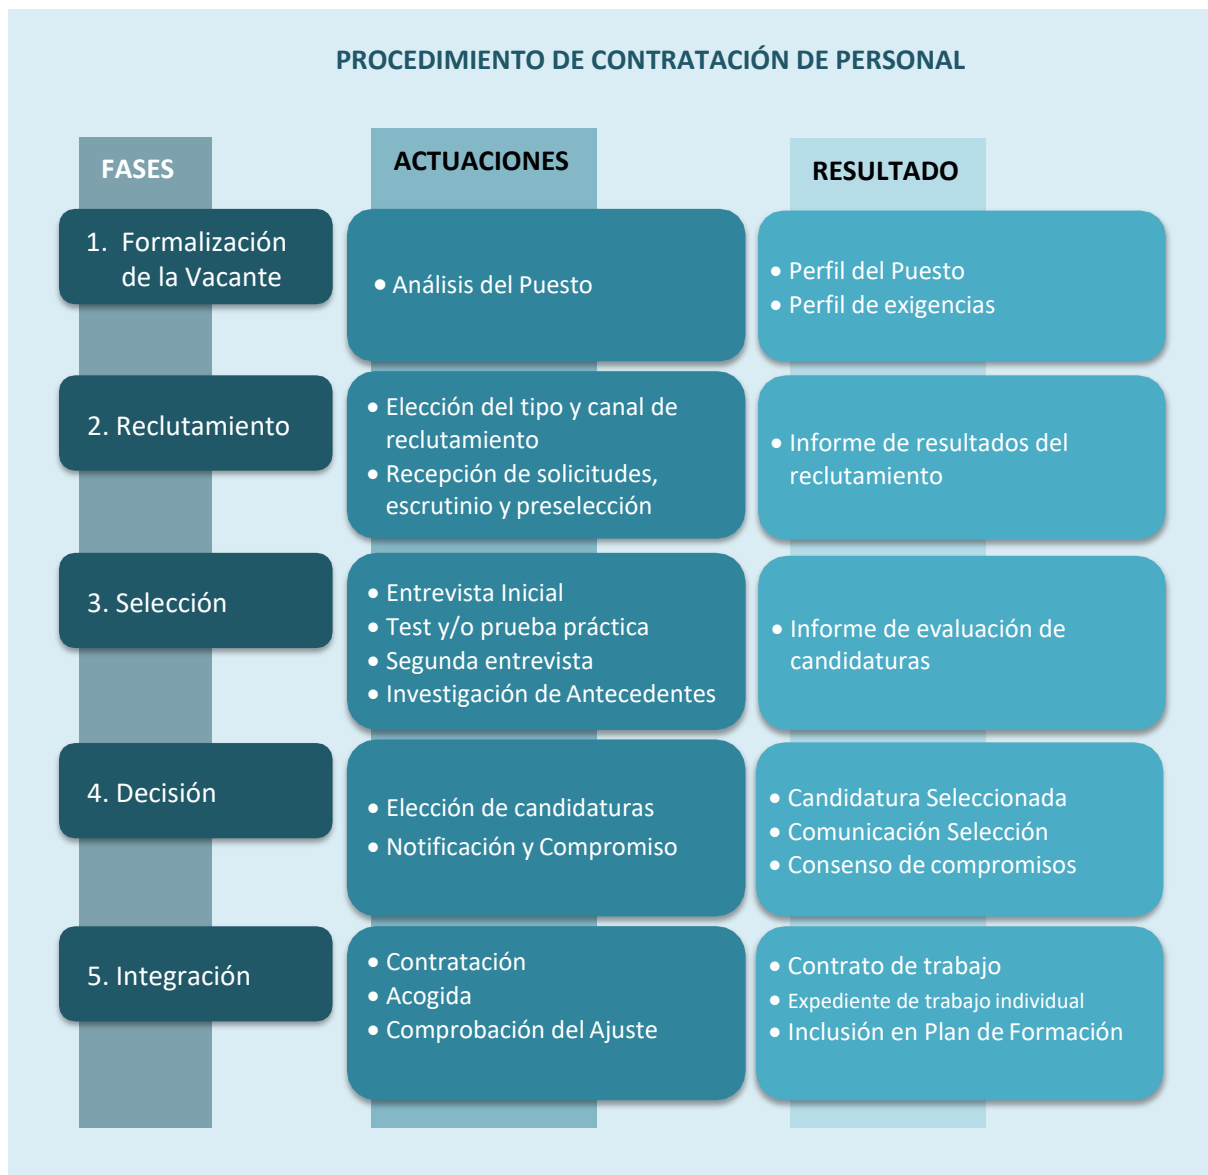 PROCEDIMIENTO DE CONTRATACIÓN DE PERSONAL
FASES
ACTUACIONES
RESULTADO
1. Formalización
de la Vacante
• Análisis del Puesto
• Perfil del Puesto
• Perfil de exigencias
2. Reclutamiento
• Elección del tipo y canal de
reclutamiento
• Recepción de solicitudes,
escrutinio y preselección
• Informe de resultados del
reclutamiento
3. Selección
• Entrevista Inicial
• Test y/o prueba práctica
• Segunda entrevista
• Investigación de Antecedentes
• Informe de evaluación de
candidaturas
4. Decisión
• Elección de candidaturas
• Notificación y Compromiso
• Candidatura Seleccionada
• Comunicación Selección
• Consenso de compromisos
5. Integración
• Contratación
• Acogida
• Comprobación del Ajuste
• Contrato de trabajo
• Expediente de trabajo individual
• Inclusión en Plan de Formación